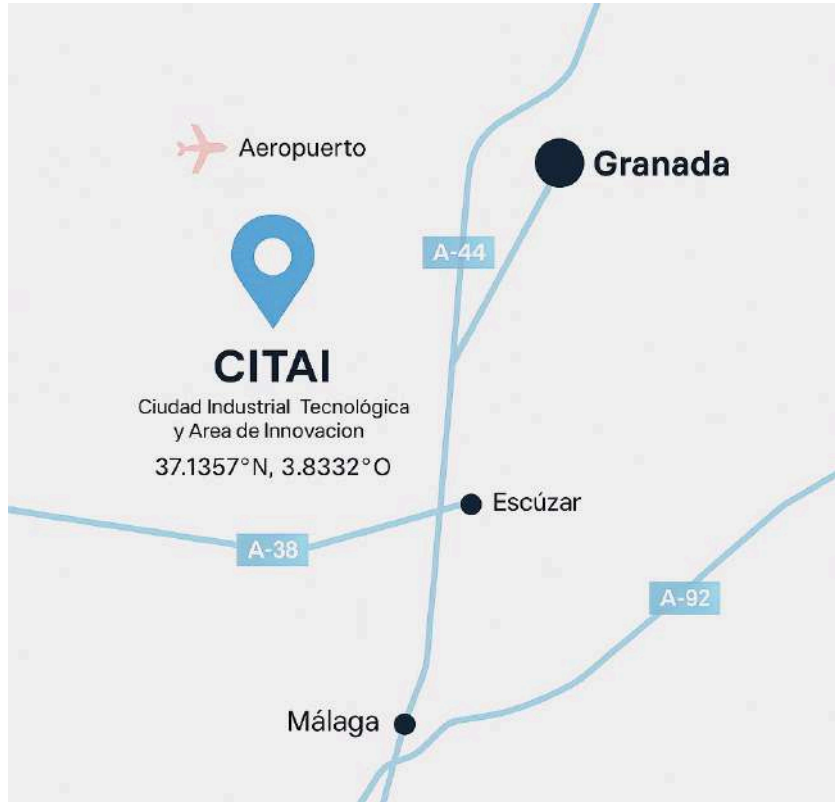 Aeropuerto
Granada
A-44
CITAI
Ciudad Industrial Tecnológica
y Area de Innovacion
37.1357°N, 3.8332°O
Escúzar
A-38
A-92
Málaga